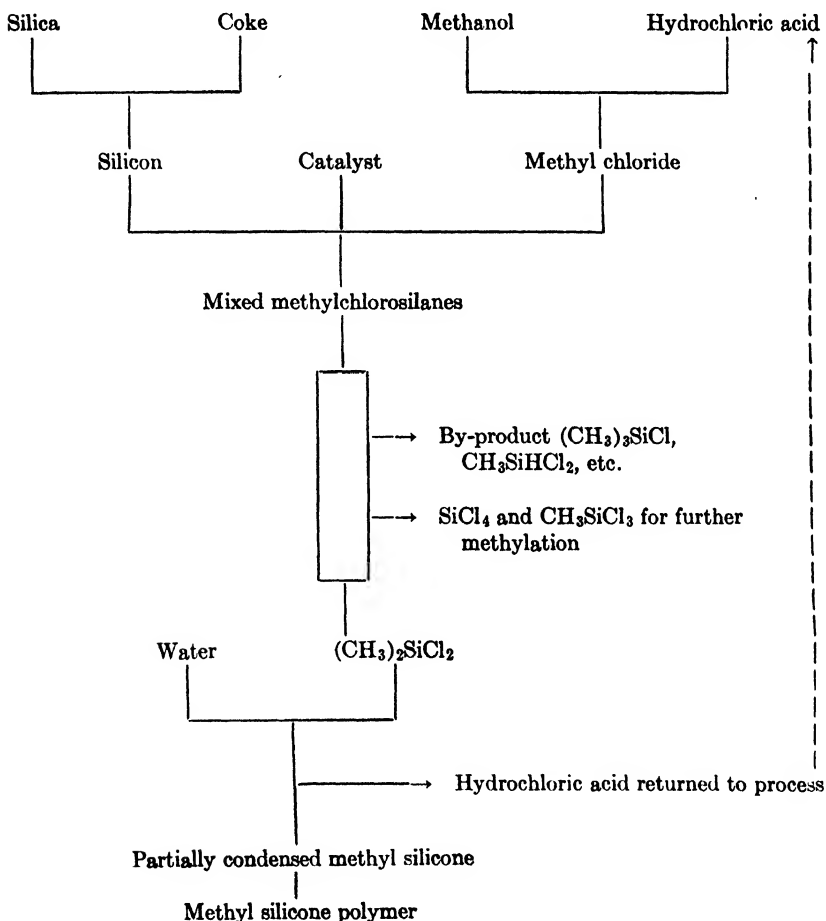 Silica Coke Methanol Hydrochloric acid
Silicon Catalyst Methyl chloride
Mixed methylchlorosilanes
By-product (CH₃)₃SiCl,
CH₃SiHCl₂, etc.
SiCl₄ and CH₃SiCl₃ for further
methylation
Water (CH₃)₂SiCl₂
Hydrochloric acid returned to process
Partially condensed methyl silicone
Methyl silicone polymer